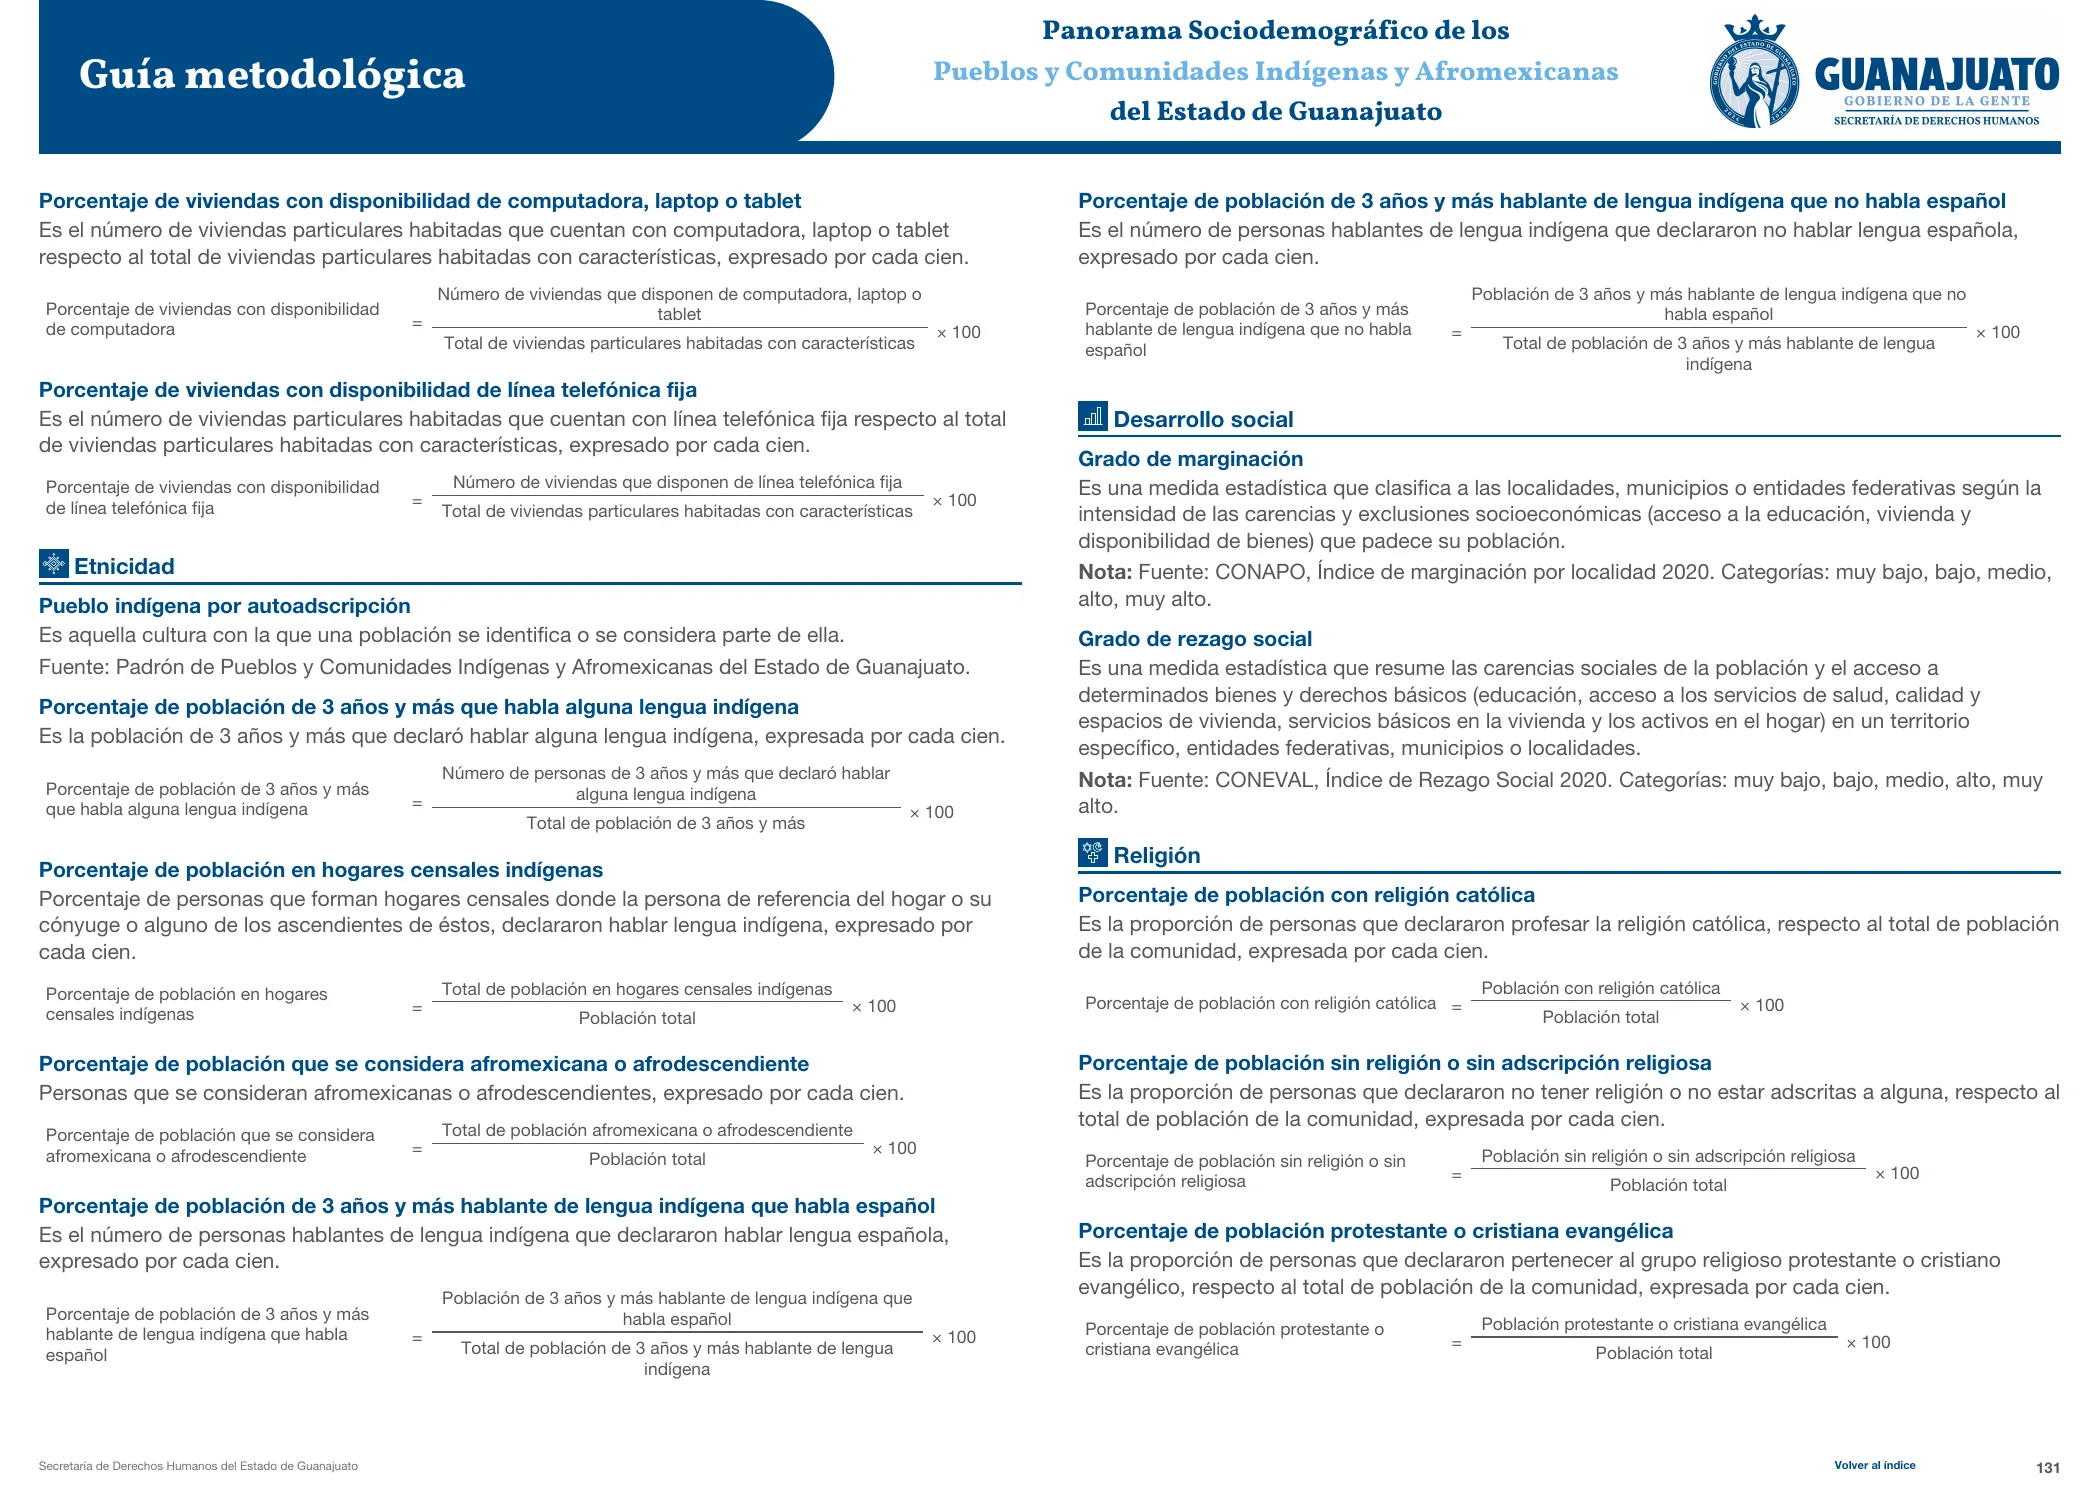 Guía metodológica
Panorama Sociodemográfico de los
Pueblos y Comunidades Indígenas y Afromexicanas
del Estado de Guanajuato
GOBIERNO DEL ESTADO DE GUANAJUATO
2024 2030
GUANAJUATO
GOBIERNO DE LA GENTE
SECRETARÍA DE DERECHOS HUMANOS
Porcentaje de viviendas con disponibilidad de computadora, laptop o tablet
Es el número de viviendas particulares habitadas que cuentan con computadora, laptop o tablet
respecto al total de viviendas particulares habitadas con características, expresado por cada cien.
Porcentaje de viviendas con disponibilidad
de computadora
=
Número de viviendas que disponen de computadora, laptop o
tablet
Total de viviendas particulares habitadas con características
× 100
Porcentaje de viviendas con disponibilidad de línea telefónica fija
Es el número de viviendas particulares habitadas que cuentan con línea telefónica fija respecto al total
de viviendas particulares habitadas con características, expresado por cada cien.
Porcentaje de viviendas con disponibilidad
de línea telefónica fija
=
Número de viviendas que disponen de línea telefónica fija
Total de viviendas particulares habitadas con características
× 100
Etnicidad
Pueblo indígena por autoadscripción
Es aquella cultura con la que una población se identifica o se considera parte de ella.
Fuente: Padrón de Pueblos y Comunidades Indígenas y Afromexicanas del Estado de Guanajuato.
Porcentaje de población de 3 años y más que habla alguna lengua indígena
Es la población de 3 años y más que declaró hablar alguna lengua indígena, expresada por cada cien.
Porcentaje de población de 3 años y más
que habla alguna lengua indígena
=
Número de personas de 3 años y más que declaró hablar
alguna lengua indígena
Total de población de 3 años y más
× 100
Porcentaje de población en hogares censales indígenas
Porcentaje de personas que forman hogares censales donde la persona de referencia del hogar o su
cónyuge o alguno de los ascendientes de éstos, declararon hablar lengua indígena, expresado por
cada cien.
Porcentaje de población en hogares
censales indígenas
=
Total de población en hogares censales indígenas
Población total
× 100
Porcentaje de población que se considera afromexicana o afrodescendiente
Personas que se consideran afromexicanas o afrodescendientes, expresado por cada cien.
Porcentaje de población que se considera
afromexicana o afrodescendiente
=
Total de población afromexicana o afrodescendiente
Población total
× 100
Porcentaje de población de 3 años y más hablante de lengua indígena que habla español
Es el número de personas hablantes de lengua indígena que declararon hablar lengua española,
expresado por cada cien.
Porcentaje de población de 3 años y más
hablante de lengua indígena que habla
español
=
Población de 3 años y más hablante de lengua indígena que
habla español
Total de población de 3 años y más hablante de lengua
indígena
× 100
Porcentaje de población de 3 años y más hablante de lengua indígena que no habla español
Es el número de personas hablantes de lengua indígena que declararon no hablar lengua española,
expresado por cada cien.
Porcentaje de población de 3 años y más
hablante de lengua indígena que no habla
español
=
Población de 3 años y más hablante de lengua indígena que no
habla español
Total de población de 3 años y más hablante de lengua
indígena
× 100
Desarrollo social
Grado de marginación
Es una medida estadística que clasifica a las localidades, municipios o entidades federativas según la
intensidad de las carencias y exclusiones socioeconómicas (acceso a la educación, vivienda y
disponibilidad de bienes) que padece su población.
Nota: Fuente: CONAPO, Índice de marginación por localidad 2020. Categorías: muy bajo, bajo, medio,
alto, muy alto.
Grado de rezago social
Es una medida estadística que resume las carencias sociales de la población y el acceso a
determinados bienes y derechos básicos (educación, acceso a los servicios de salud, calidad y
espacios de vivienda, servicios básicos en la vivienda y los activos en el hogar) en un territorio
específico, entidades federativas, municipios o localidades.
Nota: Fuente: CONEVAL, Índice de Rezago Social 2020. Categorías: muy bajo, bajo, medio, alto, muy
alto.
Religión
Porcentaje de población con religión católica
Es la proporción de personas que declararon profesar la religión católica, respecto al total de población
de la comunidad, expresada por cada cien.
Porcentaje de población con religión católica
=
Población con religión católica
Población total
× 100
Porcentaje de población sin religión o sin adscripción religiosa
Es la proporción de personas que declararon no tener religión o no estar adscritas a alguna, respecto al
total de población de la comunidad, expresada por cada cien.
Porcentaje de población sin religión o sin
adscripción religiosa
=
Población sin religión o sin adscripción religiosa
Población total
× 100
Porcentaje de población protestante o cristiana evangélica
Es la proporción de personas que declararon pertenecer al grupo religioso protestante o cristiano
evangélico, respecto al total de población de la comunidad, expresada por cada cien.
Porcentaje de población protestante o
cristiana evangélica
=
Población protestante o cristiana evangélica
Población total
× 100
Secretaría de Derechos Humanos del Estado de Guanajuato
Volver al índice
131